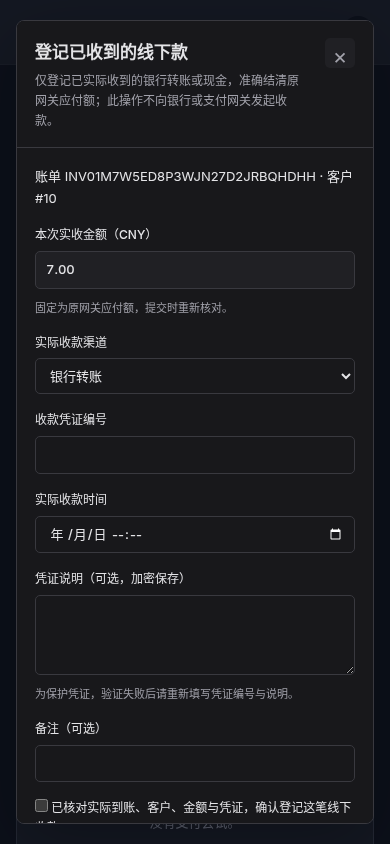 登记已收到的线下款
×
仅登记已实际收到的银行转账或现金，准确结清原
网关应付额；此操作不向银行或支付网关发起收
款。
账单 INV01M7W5ED8P3WJN27D2JRBQHDHH · 客户
#10
本次实收金额（CNY）
7.00
固定为原网关应付额，提交时重新核对。
实际收款渠道
银行转账
收款凭证编号
实际收款时间
年 /月/日 --:--
凭证说明（可选，加密保存）
为保护凭证，验证失败后请重新填写凭证编号与说明。
备注（可选）
已核对实际到账、客户、金额与凭证，确认登记这笔线下